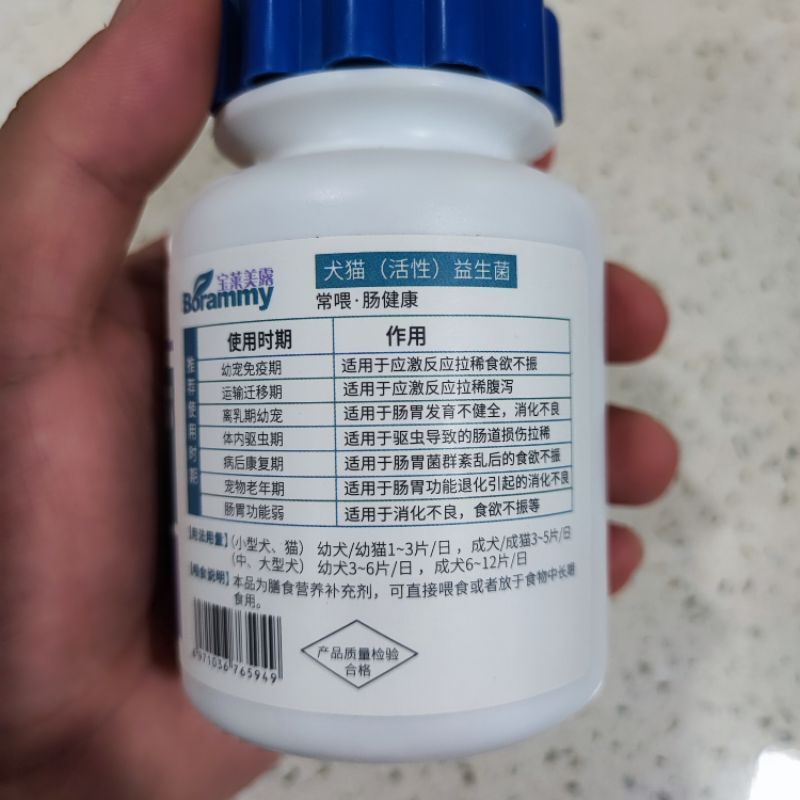 宝莱美露
Borammy
犬猫（活性）益生菌
常喂·肠健康
推荐使用时期
使用时期 作用
幼宠免疫期 适用于应激反应拉稀食欲不振
运输迁移期 适用于应激反应拉稀腹泻
离乳期幼宠 适用于肠胃发育不健全，消化不良
体内驱虫期 适用于驱虫导致的肠道损伤拉稀
病后康复期 适用于肠胃菌群紊乱后的食欲不振
宠物老年期 适用于肠胃功能退化引起的消化不良
肠胃功能弱 适用于消化不良，食欲不振等
【用法用量】（小型犬、猫） 幼犬/幼猫1~3片/日，成犬/成猫3~5片/日
（中、大型犬） 幼犬3~6片/日，成犬6~12片/日
【喂食说明】本品为膳食营养补充剂，可直接喂食或者放于食物中长期
食用。
6971036765949
产品质量检验
合格